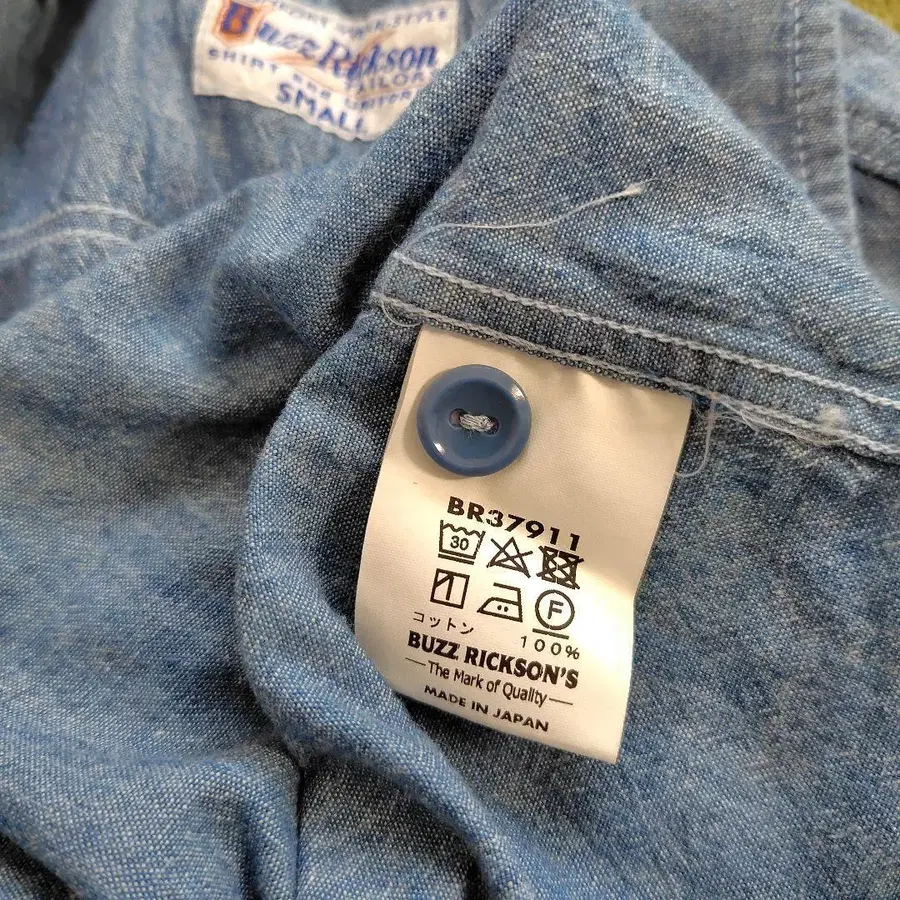 Buzz Rickson
SMALL
BR37911
30
F
コットン 100%
BUZZ RICKSON'S
The Mark of Quality
MADE IN JAPAN